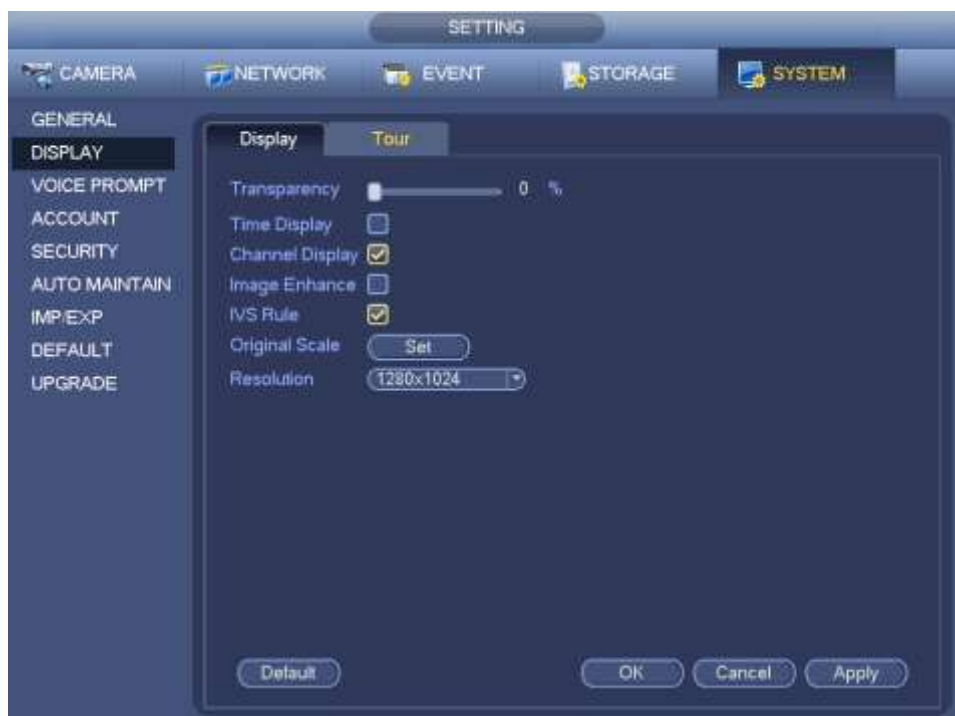 SETTING
CAMERA NETWORK EVENT STORAGE SYSTEM
GENERAL
DISPLAY
VOICE PROMPT
ACCOUNT
SECURITY
AUTO MAINTAIN
IMP/EXP
DEFAULT
UPGRADE
Display Tour
Transparency 0 %
Time Display
Channel Display
Image Enhance
IVS Rule
Original Scale Set
Resolution 1280x1024
Default OK Cancel Apply